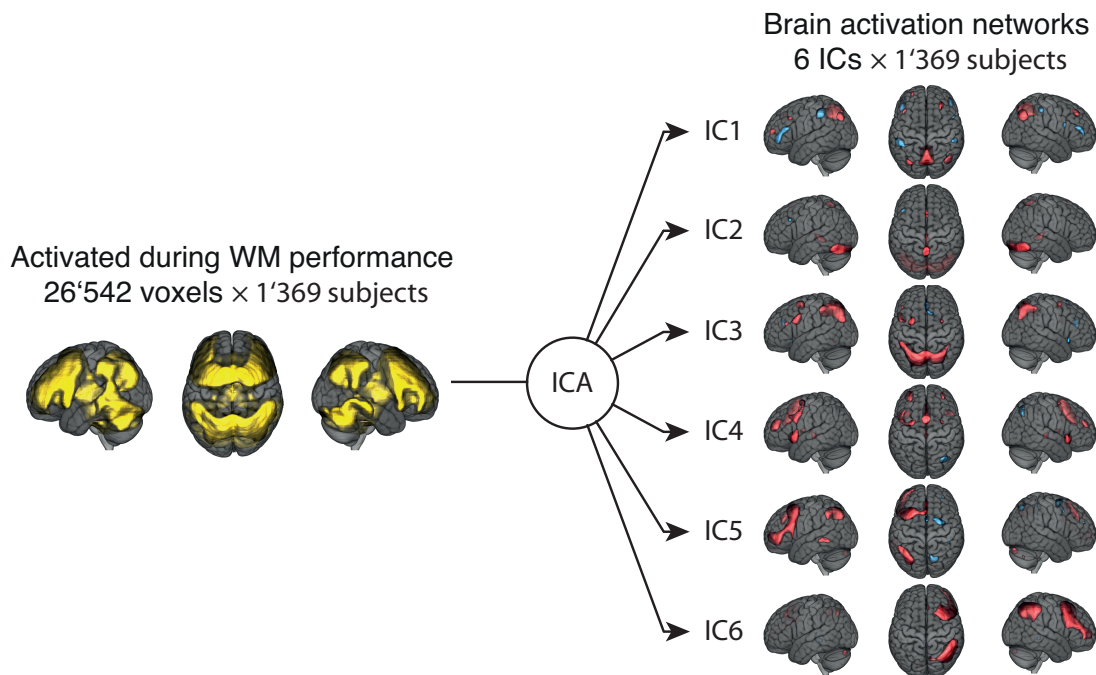 Brain activation networks
6 ICs × 1‘369 subjects
IC1
IC2
Activated during WM performance
26‘542 voxels × 1‘369 subjects
IC3
ICA
IC4
IC5
IC6